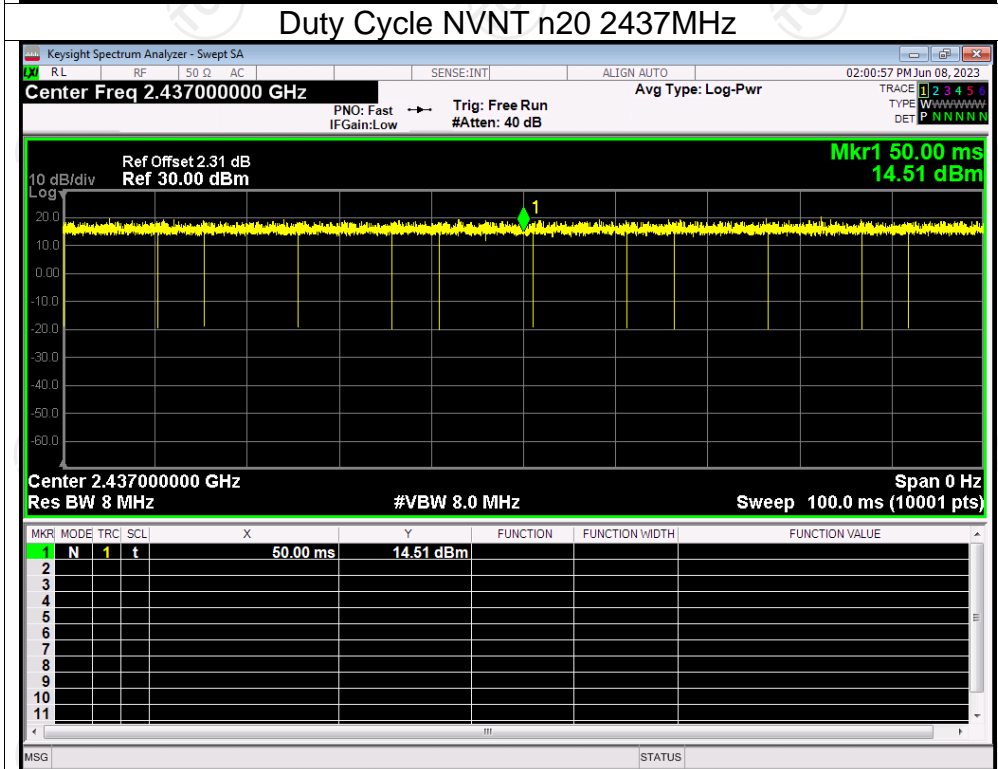 Duty Cycle NVNT n20 2437MHz
Keysight Spectrum Analyzer - Swept SA
LXI RL RF 50 Ω AC SENSE:INT ALIGN AUTO 02:00:57 PM Jun 08, 2023
Center Freq 2.437000000 GHz Avg Type: Log-Pwr TRACE 1 2 3 4 5 6
PNO: Fast Trig: Free Run TYPE WWWWWW
IFGain:Low #Atten: 40 dB DET P N N N N N
Mkr1 50.00 ms
14.51 dBm
Ref Offset 2.31 dB
10 dB/div Ref 30.00 dBm
Log
1
20.0
10.0
0.00
-10.0
-20.0
-30.0
-40.0
-50.0
-60.0
Center 2.437000000 GHz Span 0 Hz
Res BW 8 MHz #VBW 8.0 MHz Sweep 100.0 ms (10001 pts)
MKR MODE TRC SCL X Y FUNCTION FUNCTION WIDTH FUNCTION VALUE
1 N 1 t 50.00 ms 14.51 dBm
2
3
4
5
6
7
8
9
10
11
MSG STATUS